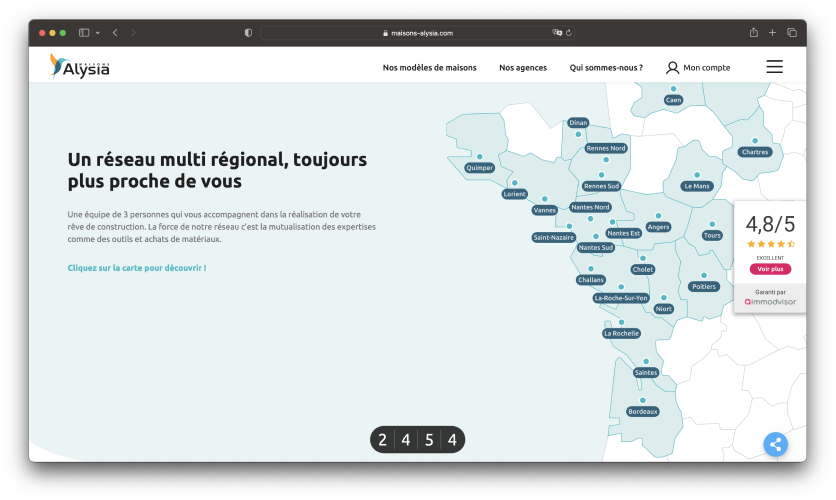 maisons-alysia.com
MAISONS
Alysia
Nos modèles de maisons
Nos agences
Qui sommes-nous ?
Mon compte
Un réseau multi régional, toujours
plus proche de vous
Une équipe de 3 personnes qui vous accompagnent dans la réalisation de votre
rêve de construction. La force de notre réseau c'est la mutualisation des expertises
comme des outils et achats de matériaux.
Cliquez sur la carte pour découvrir !
Caen
Dinan
Rennes Nord
Chartres
Quimper
Rennes Sud
Le Mans
Lorient
Vannes
Nantes Nord
Angers
Tours
Saint-Nazaire
Nantes Est
Nantes Sud
Cholet
Challans
Poitiers
La-Roche-Sur-Yon
Niort
La Rochelle
Saintes
Bordeaux
4,8/5
EXCELLENT
Voir plus
Garanti par
immodvisor
2 4 5 4